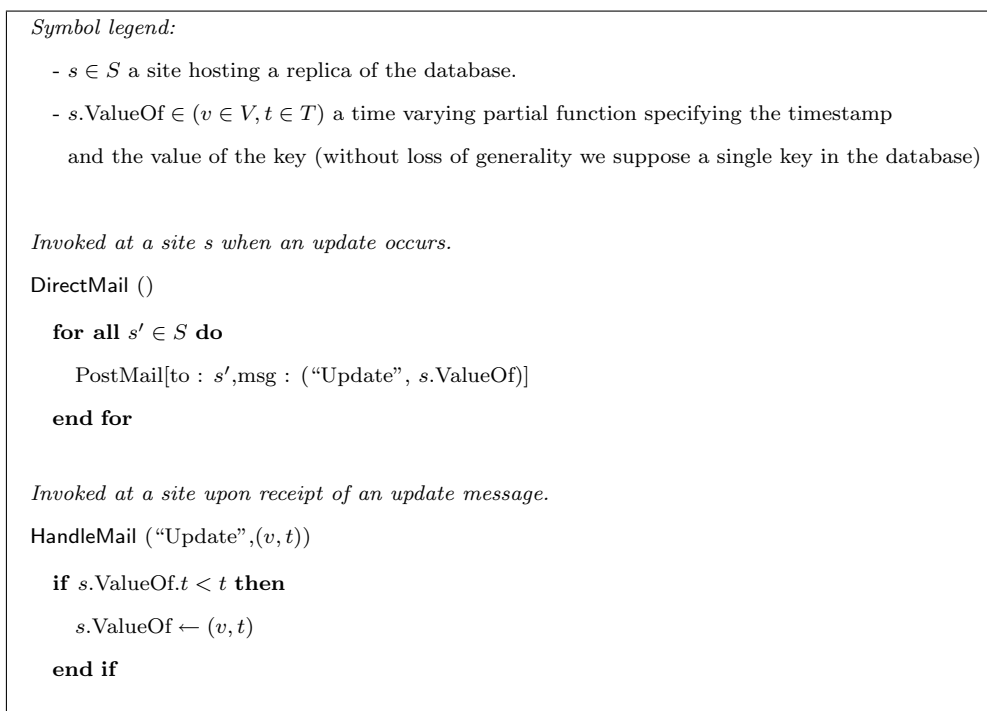 Symbol legend:
- s ∈ S a site hosting a replica of the database.
- s.ValueOf ∈ (v ∈ V, t ∈ T) a time varying partial function specifying the timestamp
and the value of the key (without loss of generality we suppose a single key in the database)
Invoked at a site s when an update occurs.
DirectMail ()
for all s′ ∈ S do
PostMail[to : s′,msg : (“Update”, s.ValueOf)]
end for
Invoked at a site upon receipt of an update message.
HandleMail (“Update”,(v, t))
if s.ValueOf.t < t then
s.ValueOf ← (v, t)
end if